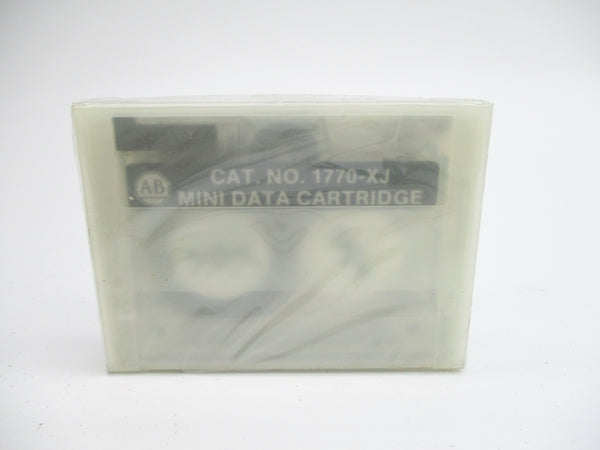 AB
CAT. NO. 1770-XJ
MINI DATA CARTRIDGE